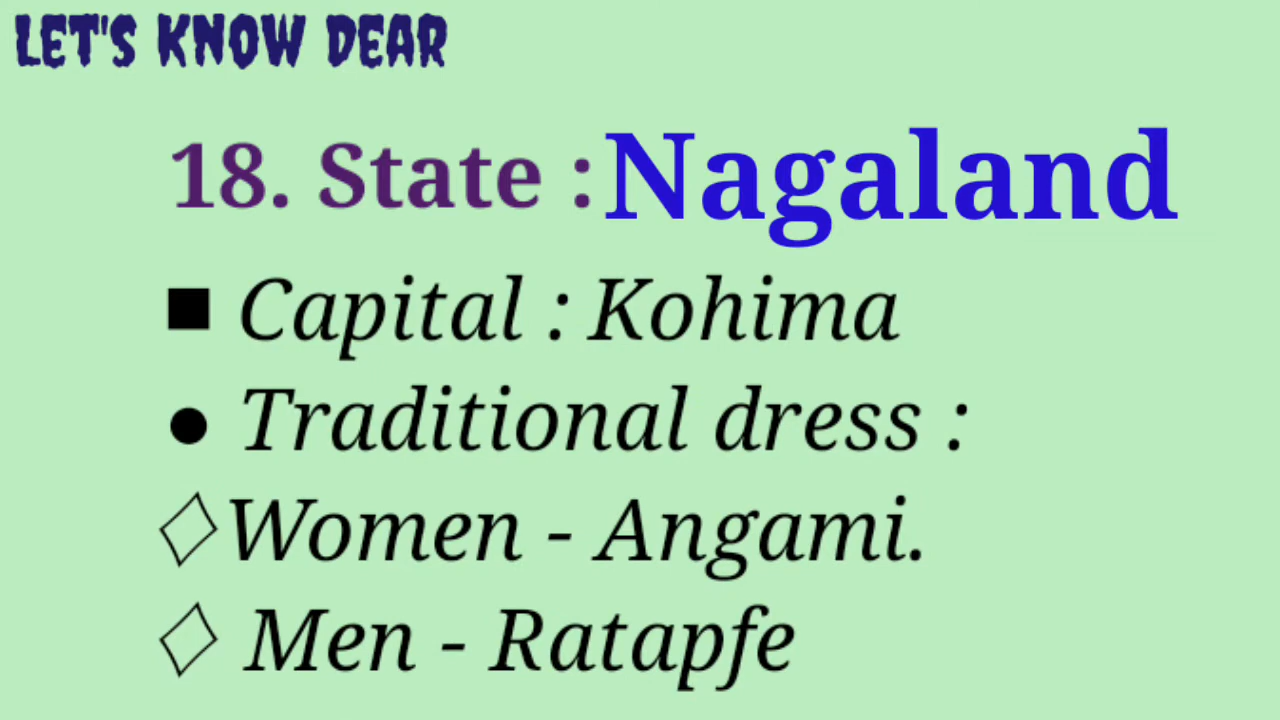 LET'S KNOW DEAR
18. State : Nagaland
■ Capital : Kohima
● Traditional dress :
◇Women - Angami.
◇ Men - Ratapfe